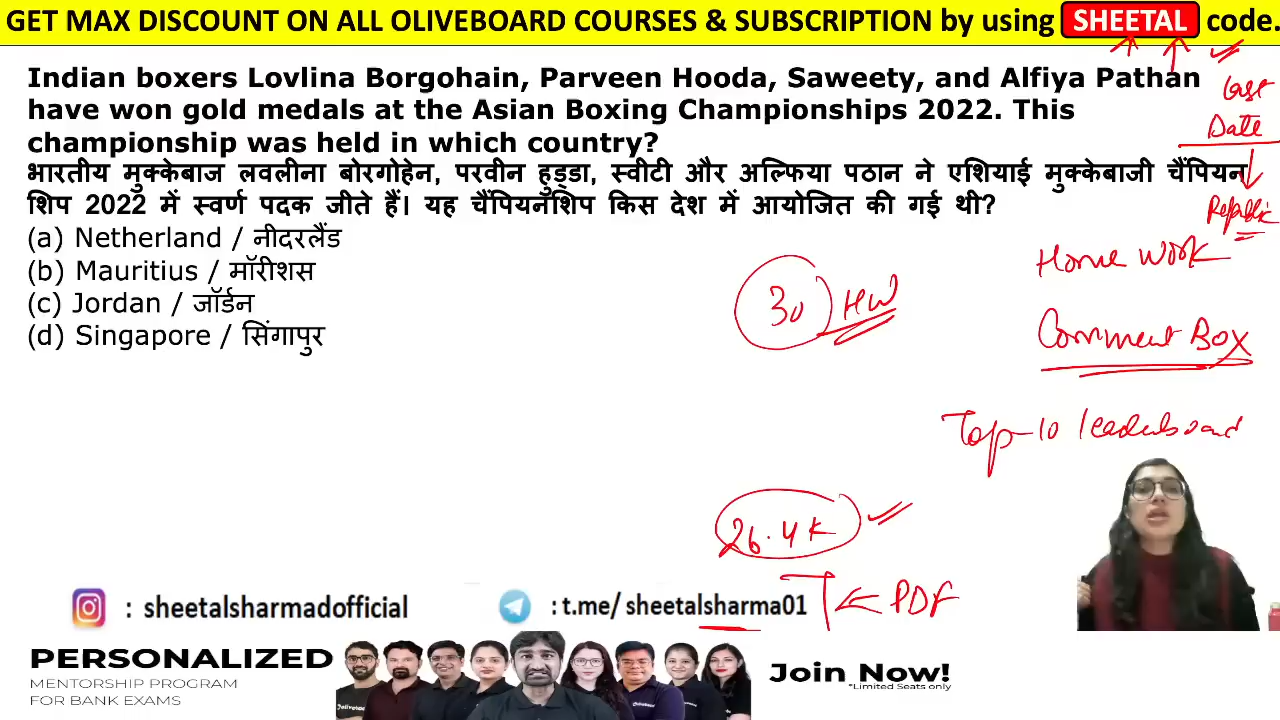 GET MAX DISCOUNT ON ALL OLIVEBOARD COURSES & SUBSCRIPTION by using SHEETAL code.
Indian boxers Lovlina Borgohain, Parveen Hooda, Saweety, and Alfiya Pathan
have won gold medals at the Asian Boxing Championships 2022. This
championship was held in which country?
भारतीय मुक्केबाज लवलीना बोरगोहेन, परवीन हुड्डा, स्वीटी और अल्फिया पठान ने एशियाई मुक्केबाजी चैंपियन
शिप 2022 में स्वर्ण पदक जीते हैं। यह चैंपियनशिप किस देश में आयोजित की गई थी?
(a) Netherland / नीदरलैंड
(b) Mauritius / मॉरीशस
(c) Jordan / जॉर्डन
(d) Singapore / सिंगापुर
Last
Date
Republic
Home work
30 HW
Comment Box
Top-10 leaderboard
26.4K
PDF
: sheetalsharmadofficial
: t.me/ sheetalsharma01
PERSONALIZED
MENTORSHIP PROGRAM
FOR BANK EXAMS
Join Now!
*Limited Seats only